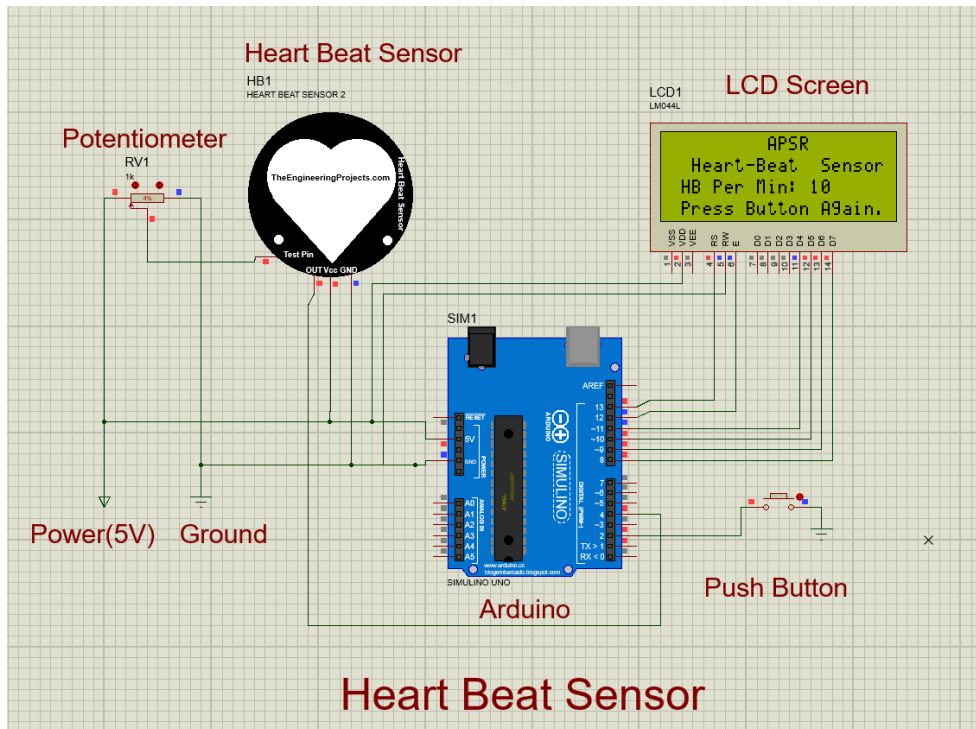 Heart Beat Sensor
HB1
HEART BEAT SENSOR 2
LCD Screen
LCD1
LM044L
Potentiometer
RV1
1k
4%
TheEngineeringProjects.com
Heart Beat Sensor
Test Pin
OUT Vcc GND
APSR
Heart-Beat Sensor
HB Per Min: 10
Press Button Again.
VSS
VDD
VEE
RS
RW
E
D0
D1
D2
D3
D4
D5
D6
D7
1
2
3
4
5
6
7
8
9
10
11
12
13
14
SIM1
AREF
RESET
5V
GND
POWER
A0
A1
A2
A3
A4
A5
ANALOG IN
ARDUINO
SIMULINO
13
12
~11
~10
~9
8
7
~6
~5
4
~3
2
TX > 1
RX < 0
DIGITAL (PWM~)
www.arduino.cc
blogembarcado.blogspot.com
SIMULINO UNO
Arduino
Power(5V)
Ground
Push Button
Heart Beat Sensor